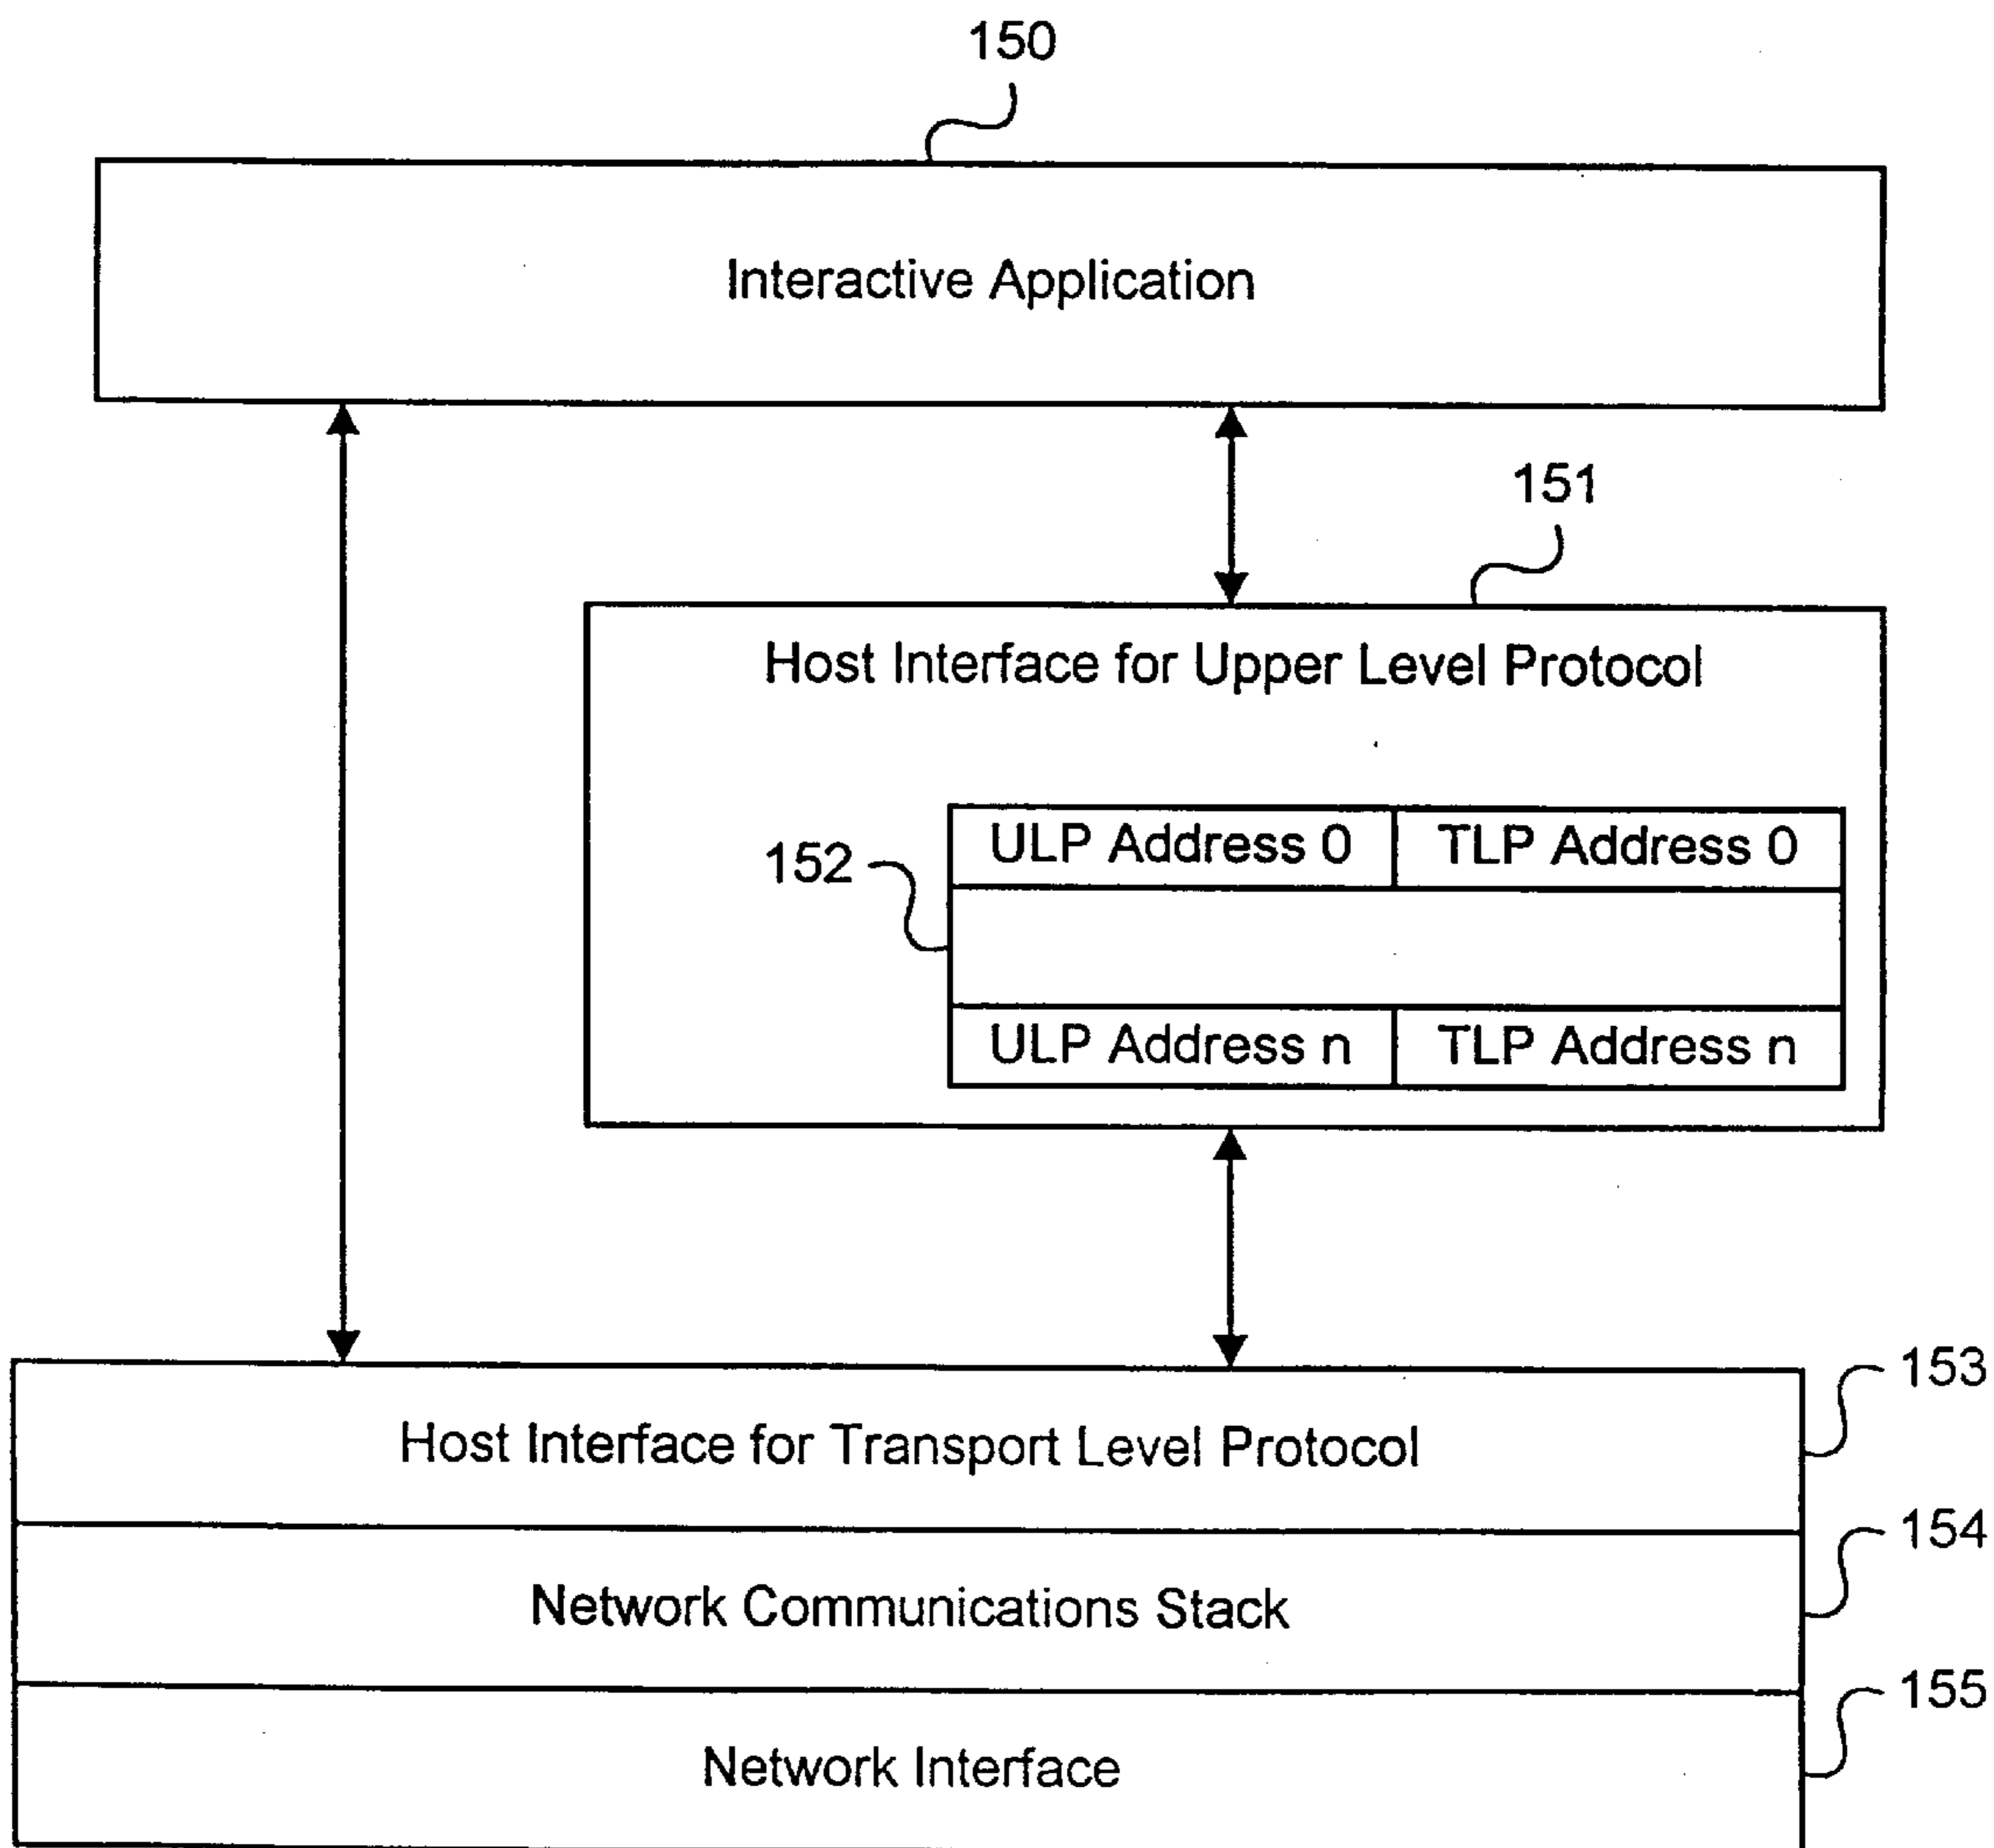 150
Interactive Application
151
Host Interface for Upper Level Protocol
152
ULP Address 0 TLP Address 0
ULP Address n TLP Address n
153
Host Interface for Transport Level Protocol
154
Network Communications Stack
155
Network Interface